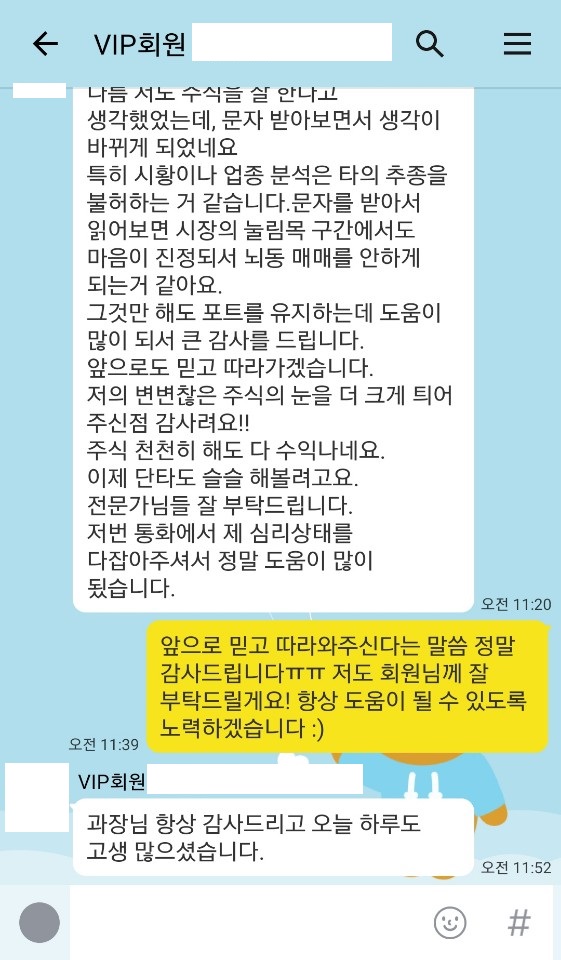 VIP회원
나름 저도 주식을 잘 한다고
생각했었는데, 문자 받아보면서 생각이
바뀌게 되었네요
특히 시황이나 업종 분석은 타의 추종을
불허하는 거 같습니다.문자를 받아서
읽어보면 시장의 눌림목 구간에서도
마음이 진정되서 뇌동 매매를 안하게
되는거 같아요.
그것만 해도 포트를 유지하는데 도움이
많이 되서 큰 감사를 드립니다.
앞으로도 믿고 따라가겠습니다.
저의 변변찮은 주식의 눈을 더 크게 틔어
주신점 감사려요!!
주식 천천히 해도 다 수익나네요.
이제 단타도 슬슬 해볼려고요.
전문가님들 잘 부탁드립니다.
저번 통화에서 제 심리상태를
다잡아주셔서 정말 도움이 많이
됬습니다.
오전 11:20
앞으로 믿고 따라와주신다는 말씀 정말
감사드립니다ㅠㅠ 저도 회원님께 잘
부탁드릴게요! 항상 도움이 될 수 있도록
노력하겠습니다 :)
오전 11:39
VIP회원
과장님 항상 감사드리고 오늘 하루도
고생 많으셨습니다.
오전 11:52
#